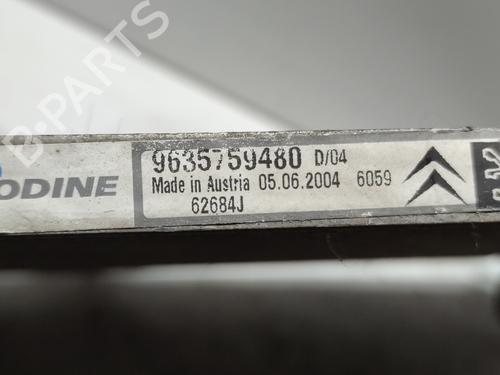 B-PARTS
ODINE
9635759480 D/04
Made in Austria 05.06.2004 6059
62684J